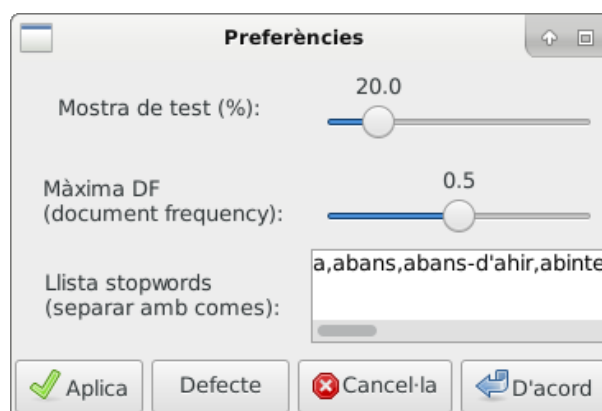 Preferències
20.0
Mostra de test (%):
0.5
Màxima DF
(document frequency):
a,abans,abans-d'ahir,abinte
Llista stopwords
(separar amb comes):
Aplica
Defecte
Cancel·la
D'acord